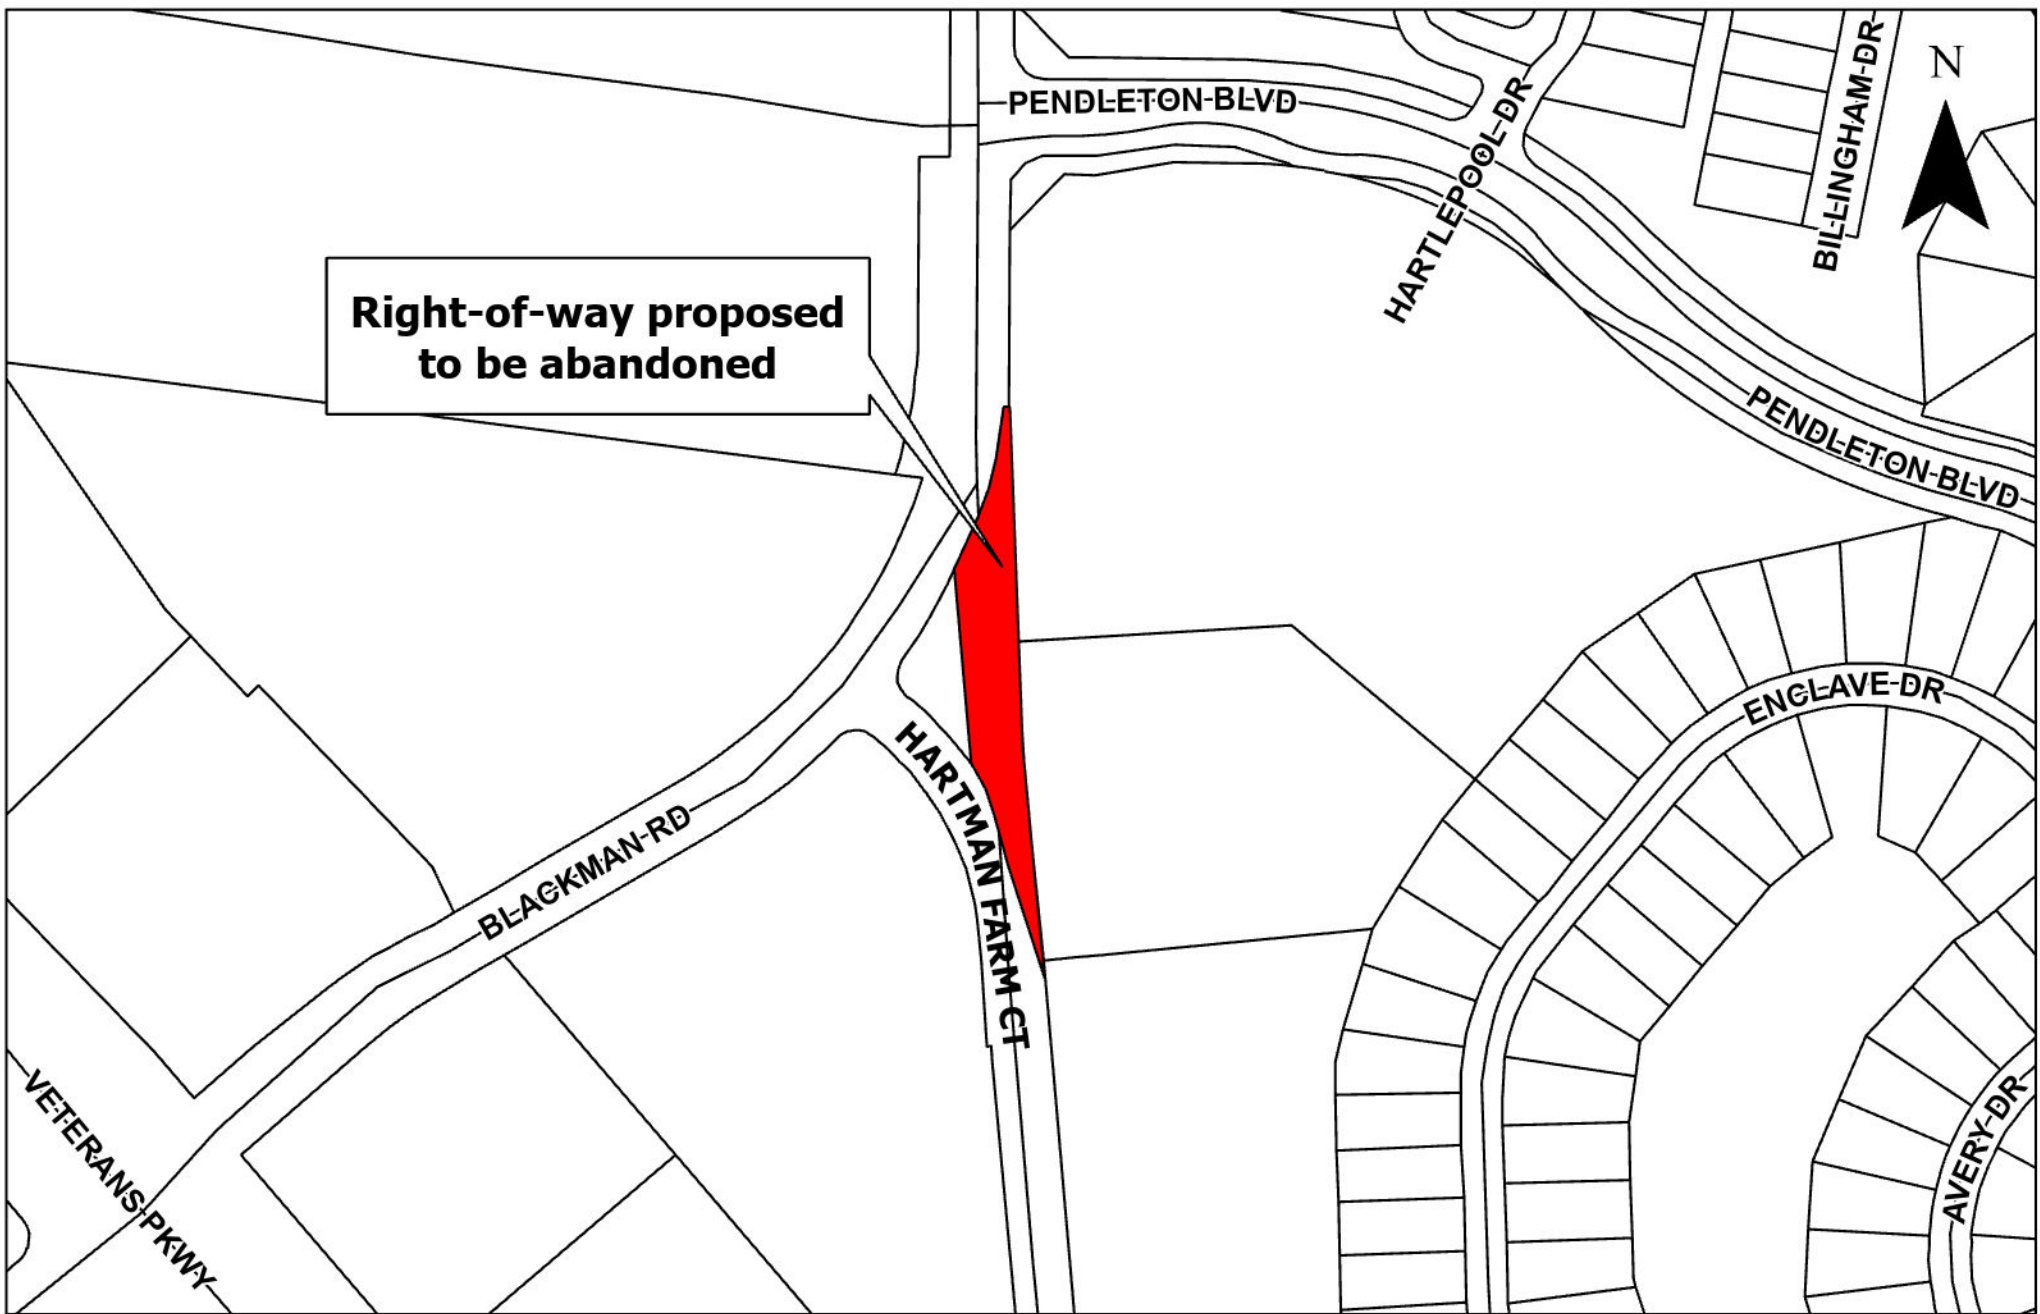 N
PENDLETON BLVD
HARTLEPOOL DR
BILLINGHAM DR
Right-of-way proposed
to be abandoned
PENDLETON BLVD
ENCLAVE DR
HARTMAN FARM CT
BLACKMAN RD
VETERANS PKWY
AVERY DR